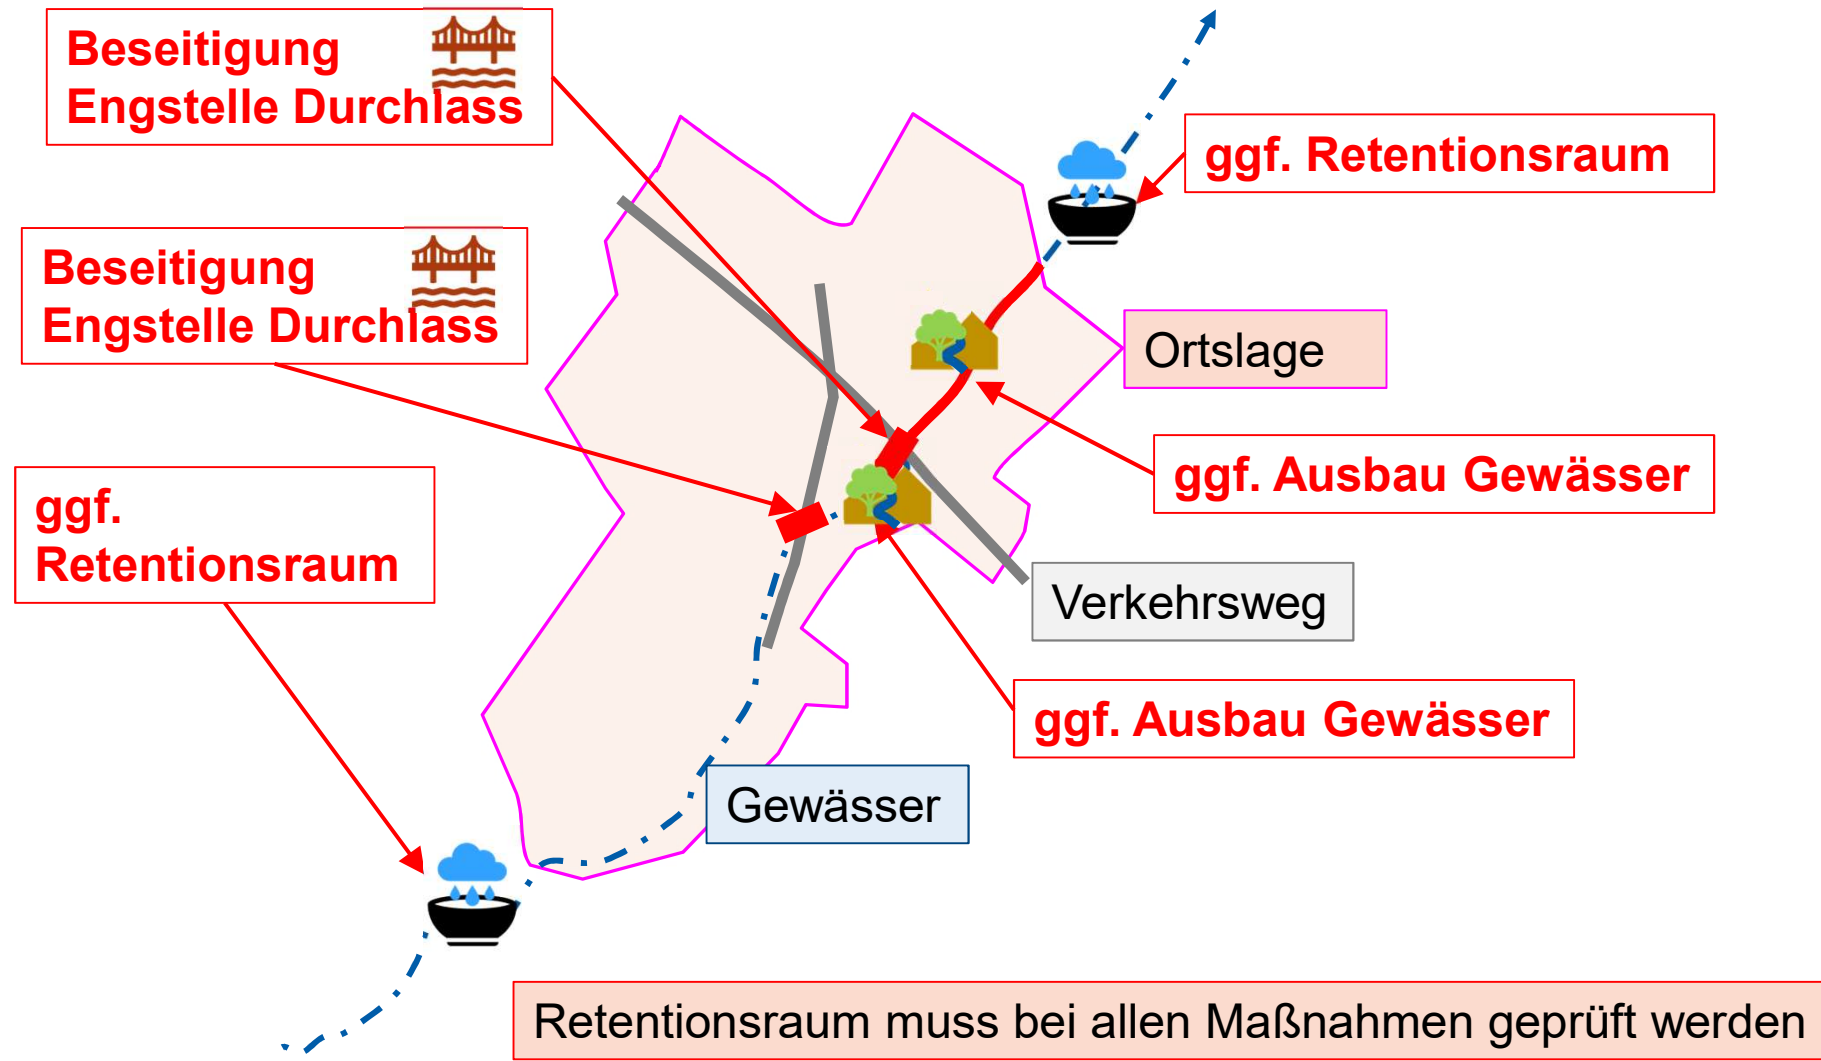 Beseitigung
Engstelle Durchlass
ggf. Retentionsraum
Beseitigung
Engstelle Durchlass
Ortslage
ggf. Ausbau Gewässer
ggf.
Retentionsraum
Verkehrsweg
ggf. Ausbau Gewässer
Gewässer
Retentionsraum muss bei allen Maßnahmen geprüft werden